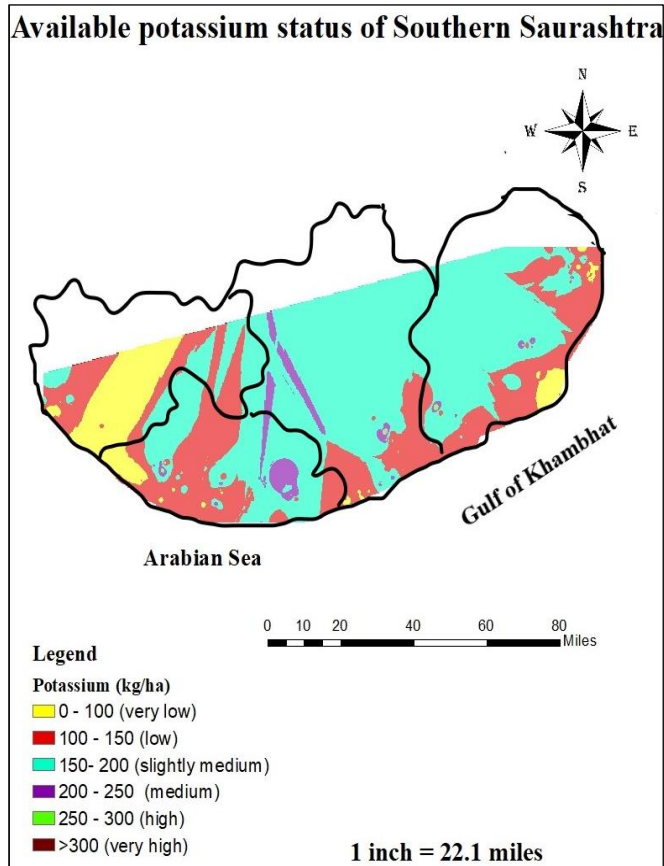 Available potassium status of Southern Saurashtra
N
W E
S
Gulf of Khambhat
Arabian Sea
0 10 20 40 60 80
Miles
Legend
Potassium (kg/ha)
0 - 100 (very low)
100 - 150 (low)
150- 200 (slightly medium)
200 - 250 (medium)
250 - 300 (high)
>300 (very high)
1 inch = 22.1 miles